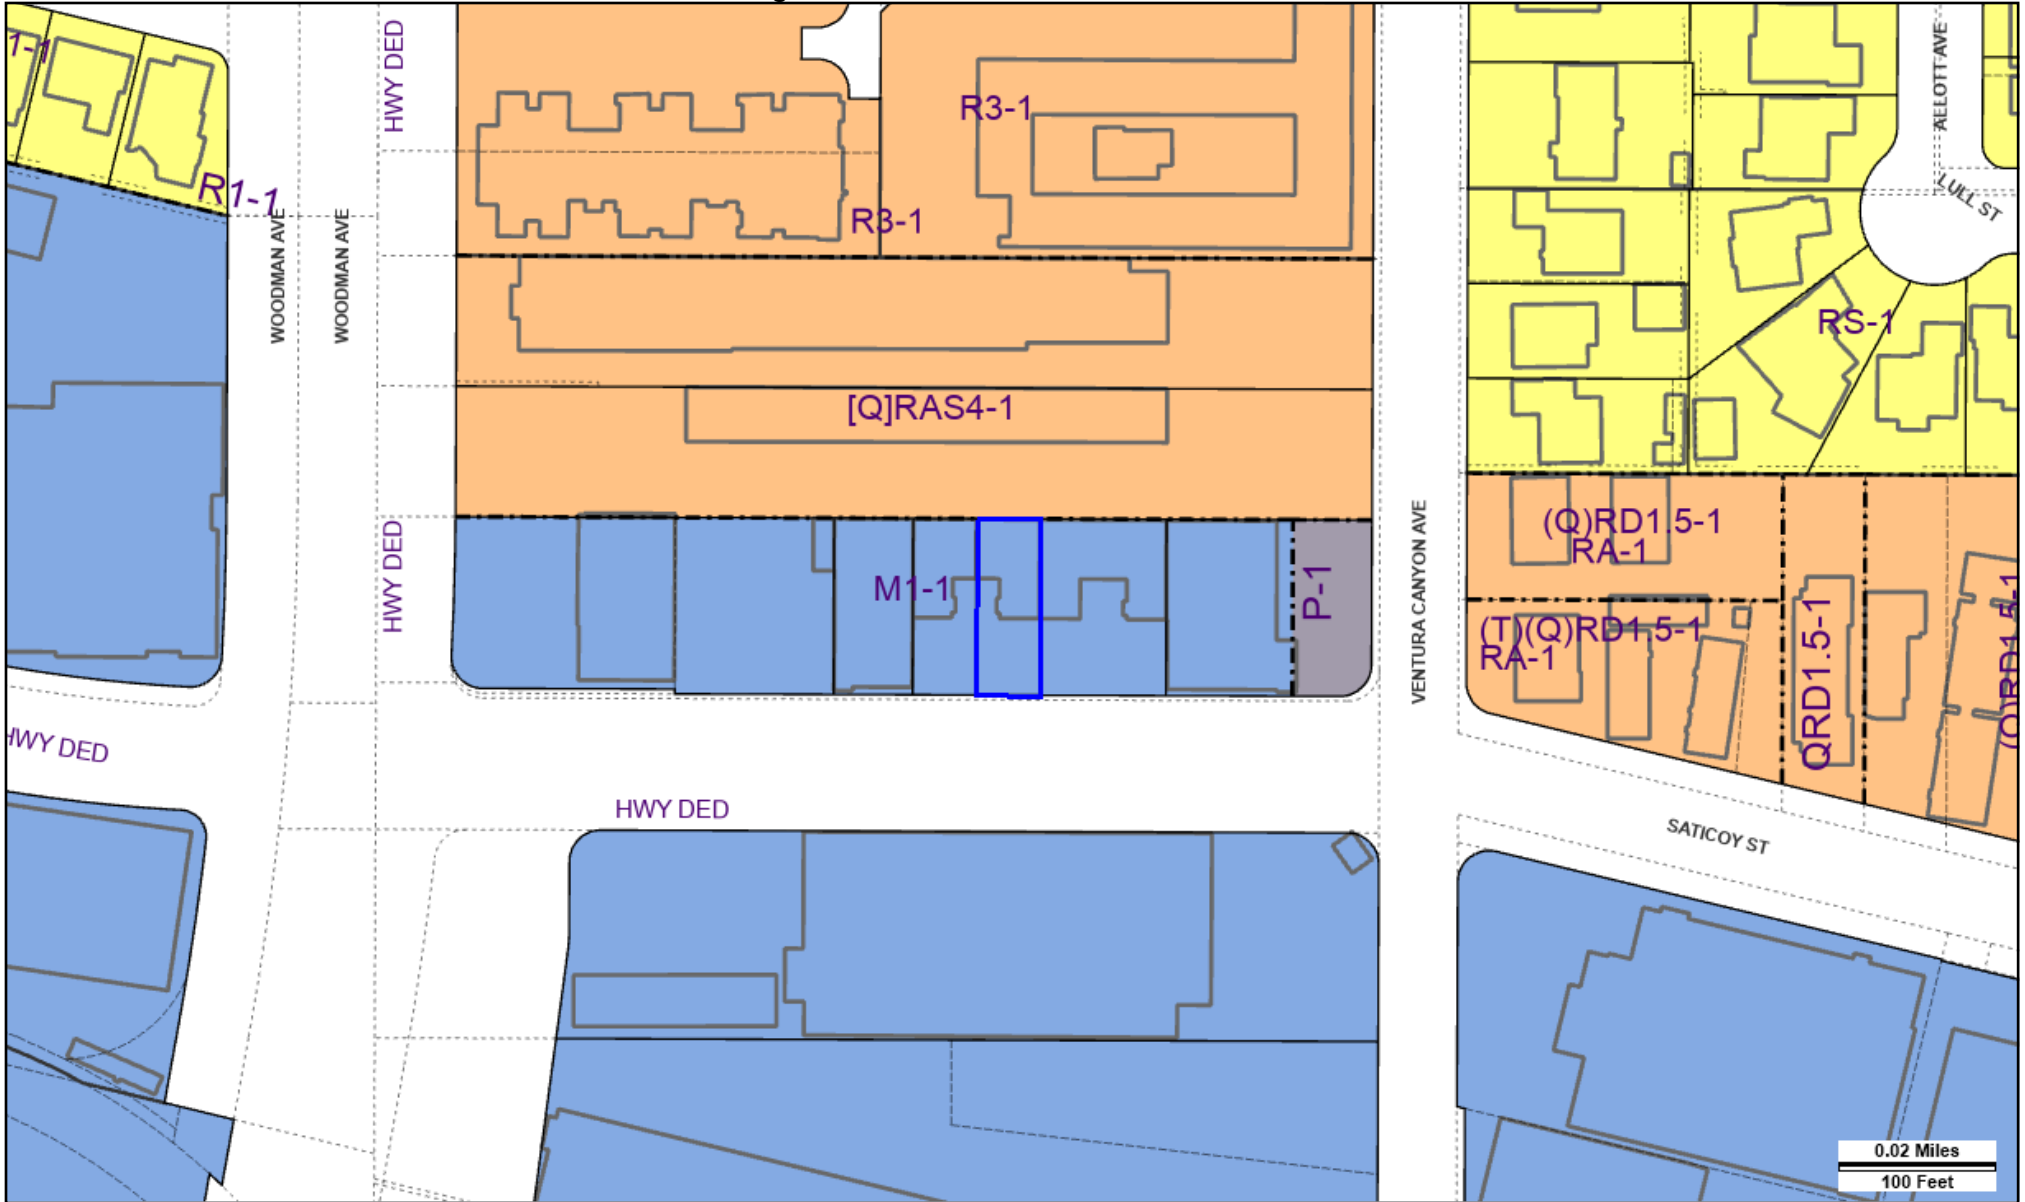 1-1
HWY DED
R3-1
ALLOTT AVE
LULL ST
R1-1
R3-1
WOODMAN AVE
WOODMAN AVE
RS-1
[Q]RAS4-1
HWY DED
VENTURA CANYON AVE
(Q)RD1.5-1
RA-1
M1-1
P-1
(T)(Q)RD1.5-1
RA-1
QRD1.5-1
(Q)RD1.5-1
HWY DED
HWY DED
SATICOY ST
0.02 Miles
100 Feet